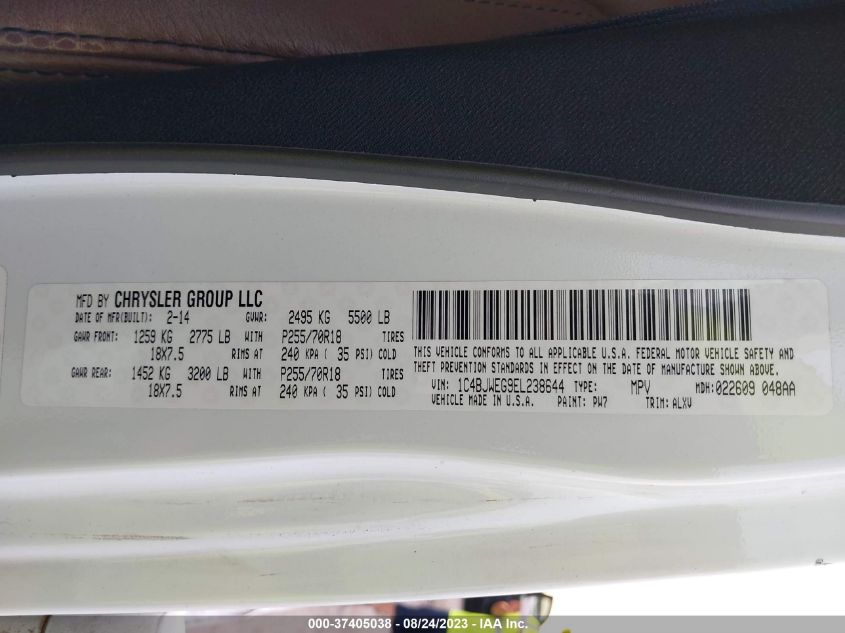 MFD BY CHRYSLER GROUP LLC
DATE OF MFR(BUILT): 2-14 GVWR: 2495 KG 5500 LB
GAWR FRONT: 1259 KG 2775 LB WITH P255/70R18 TIRES
18X7.5 RIMS AT 240 KPA ( 35 PSI) COLD
GAWR REAR: 1452 KG 3200 LB WITH P255/70R18 TIRES
18X7.5 RIMS AT 240 KPA ( 35 PSI) COLD
THIS VEHICLE CONFORMS TO ALL APPLICABLE U.S.A. FEDERAL MOTOR VEHICLE SAFETY AND
THEFT PREVENTION STANDARDS IN EFFECT ON THE DATE OF MANUFACTURE SHOWN ABOVE.
VIN: 1C4BJWEG9EL238644 TYPE: MPV MDH:022609 048AA
VEHICLE MADE IN U.S.A. PAINT: PW7 TRIM: ALXV
000-37405038 - 08/24/2023 - IAA Inc.